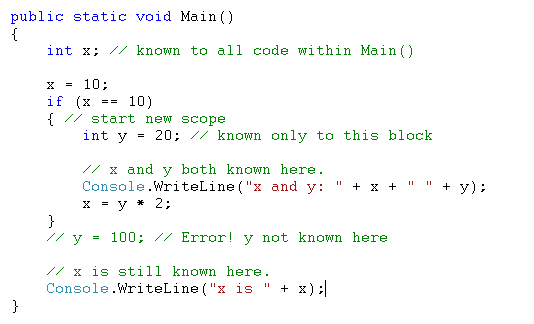 public static void Main()
{
    int x; // known to all code within Main()

    x = 10;
    if (x == 10)
    { // start new scope
        int y = 20; // known only to this block

        // x and y both known here.
        Console.WriteLine("x and y: " + x + " " + y);
        x = y * 2;
    }
    // y = 100; // Error! y not known here

    // x is still known here.
    Console.WriteLine("x is " + x);
}